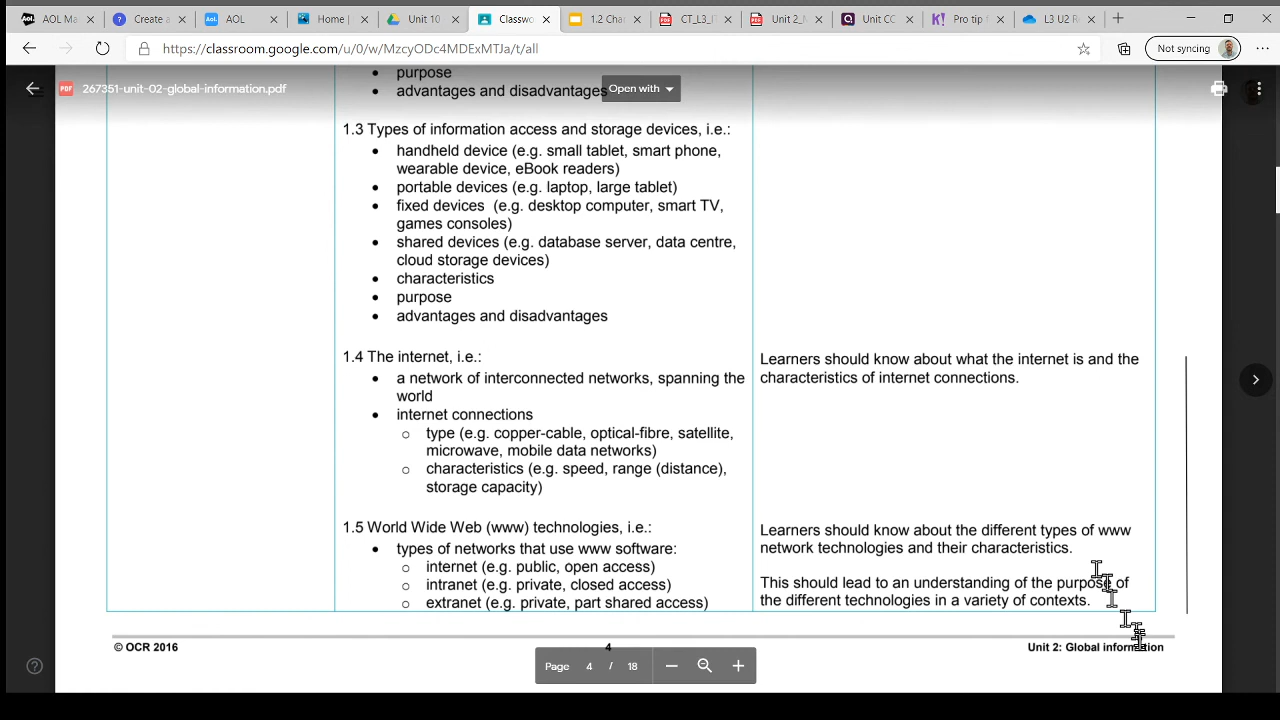 AOL Ma
Create a
AOL
Home |
Unit 10
Classwo
1.2 Cha
CT_L3_I
Unit 2_M
Unit CC
Pro tip f
L3 U2 R
https://classroom.google.com/u/0/w/MzcyODc4MDExMTJa/t/all
Not syncing
267351-unit-02-global-information.pdf
Open with
• purpose
• advantages and disadvantages
1.3 Types of information access and storage devices, i.e.:
• handheld device (e.g. small tablet, smart phone,
wearable device, eBook readers)
• portable devices (e.g. laptop, large tablet)
• fixed devices (e.g. desktop computer, smart TV,
games consoles)
• shared devices (e.g. database server, data centre,
cloud storage devices)
• characteristics
• purpose
• advantages and disadvantages
1.4 The internet, i.e.:
• a network of interconnected networks, spanning the
world
• internet connections
o type (e.g. copper-cable, optical-fibre, satellite,
microwave, mobile data networks)
o characteristics (e.g. speed, range (distance),
storage capacity)
Learners should know about what the internet is and the
characteristics of internet connections.
1.5 World Wide Web (www) technologies, i.e.:
• types of networks that use www software:
o internet (e.g. public, open access)
o intranet (e.g. private, closed access)
o extranet (e.g. private, part shared access)
Learners should know about the different types of www
network technologies and their characteristics.
This should lead to an understanding of the purpose of
the different technologies in a variety of contexts.
© OCR 2016
4
Unit 2: Global information
Page 4 / 18